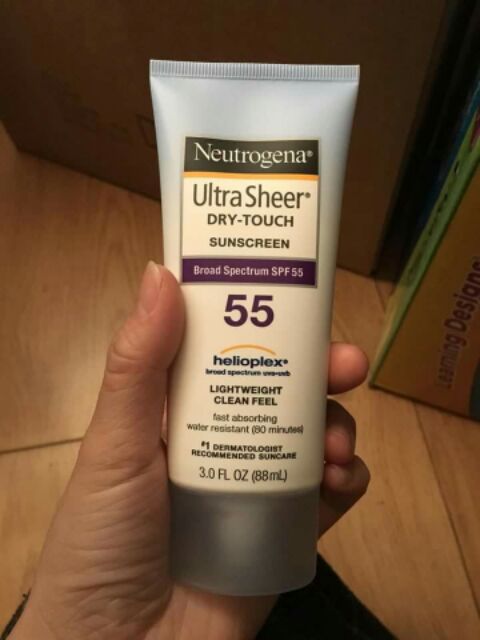 Neutrogena®
Ultra Sheer®
DRY-TOUCH
SUNSCREEN
Broad Spectrum SPF 55
55
helioplex®
broad spectrum uva•uvb
LIGHTWEIGHT
CLEAN FEEL
fast absorbing
water resistant (80 minutes)
#1 DERMATOLOGIST
RECOMMENDED SUNCARE
3.0 FL OZ (88mL)
Learning Designs